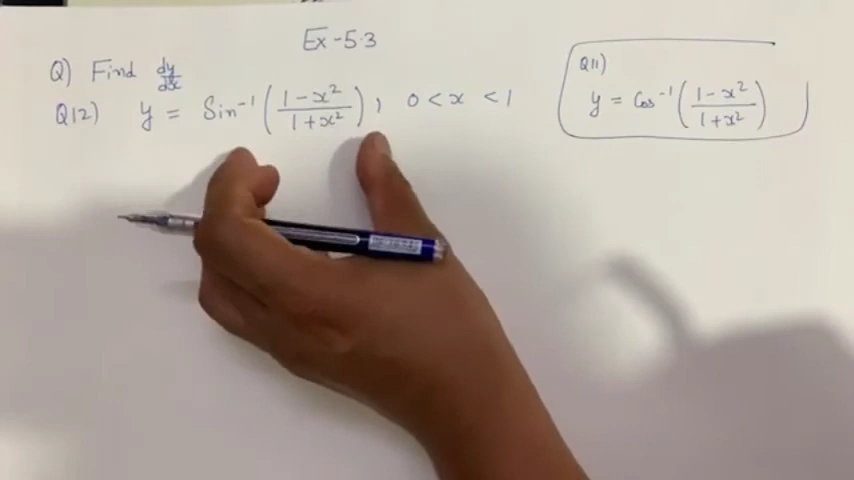 Ex-5.3
Q) Find dy/dx
Q12) y = Sin⁻¹((1-x²)/(1+x²)), 0<x<1
Q11)
y = Cos⁻¹((1-x²)/(1+x²))